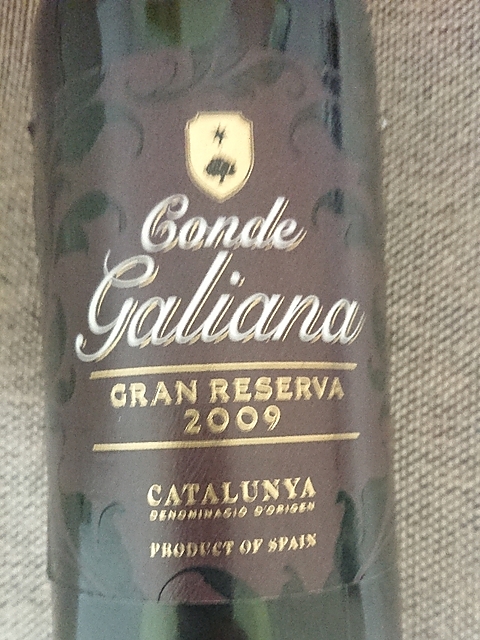 Conde
Galiana
GRAN RESERVA
2009
CATALUNYA
DENOMINACIÓ D'ORIGEN
PRODUCT OF SPAIN